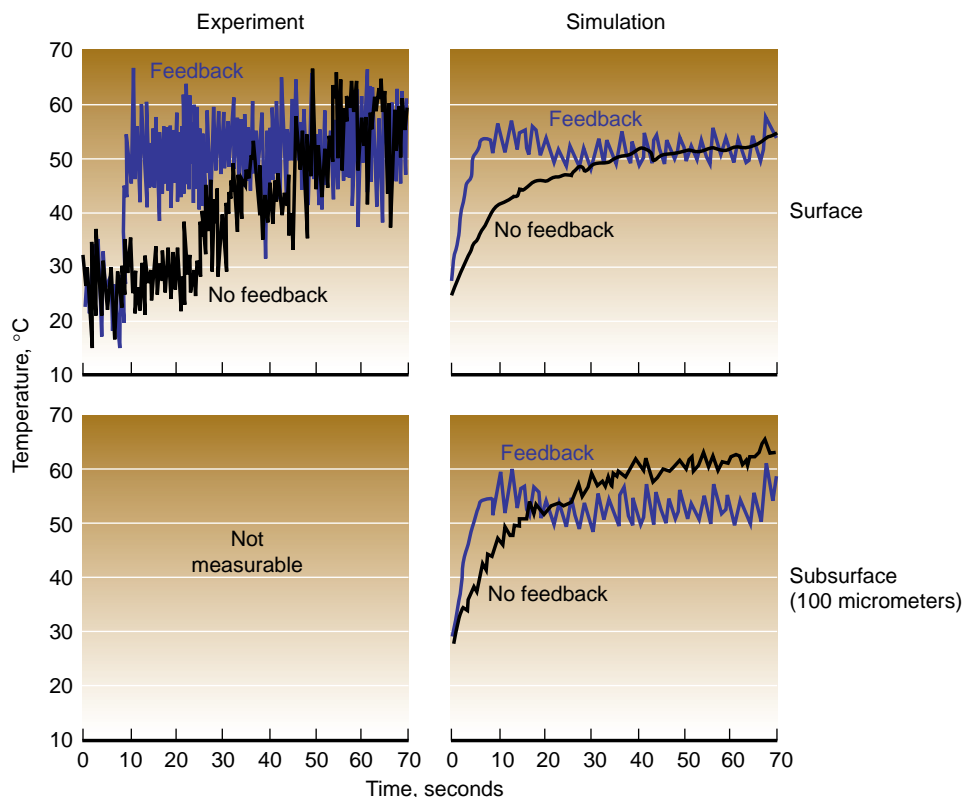 Experiment
Simulation
70
60
50
40
30
20
10
Feedback
No feedback
Feedback
No feedback
Surface
Temperature, °C
70
60
50
40
30
20
10
Not
measurable
Feedback
No feedback
Subsurface
(100 micrometers)
0 10 20 30 40 50 60 70
0 10 20 30 40 50 60 70
Time, seconds